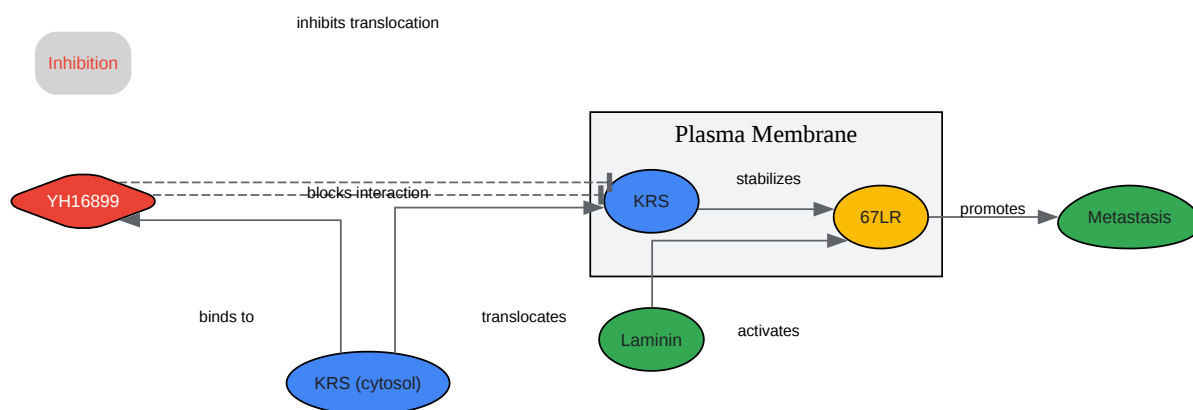 inhibits translocation
Inhibition
Plasma Membrane
YH16899
blocks interaction
KRS
stabilizes
67LR
promotes
Metastasis
binds to
translocates
Laminin
activates
KRS (cytosol)